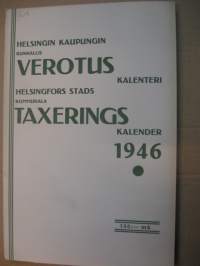 HELSINGIN KAUPUNGIN
KUNNALLIS
VEROTUS
KALENTERI
HELSINGFORS STADS
KOMMUNALA
TAXERINGS
KALENDER
1946